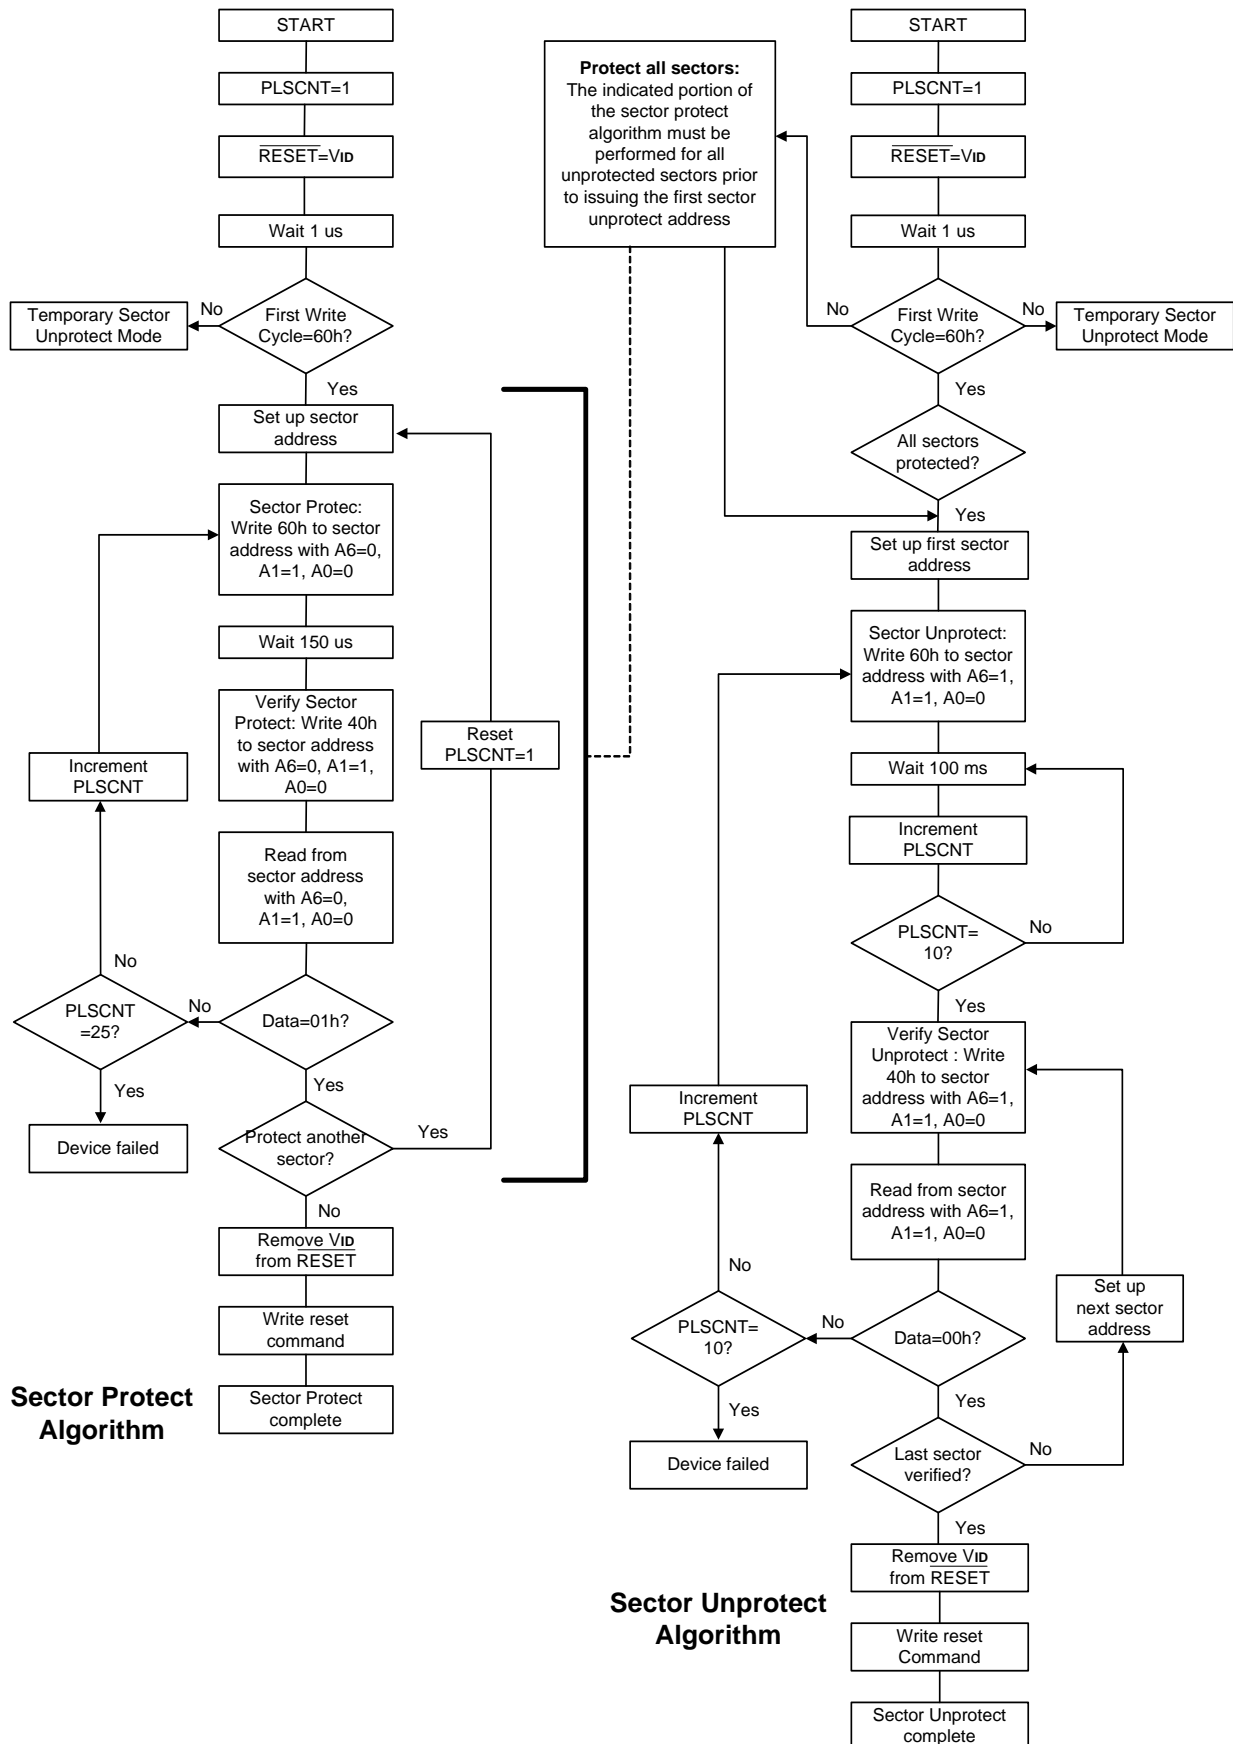 START
PLSCNT=1
RESET=VID
Wait 1 us
First Write
Cycle=60h?
No
Temporary Sector
Unprotect Mode
Yes
Set up sector
address
Sector Protec:
Write 60h to sector
address with A6=0,
A1=1, A0=0
Wait 150 us
Verify Sector
Protect: Write 40h
to sector address
with A6=0, A1=1,
A0=0
Reset
PLSCNT=1
Increment
PLSCNT
Read from
sector address
with A6=0,
A1=1, A0=0
No
PLSCNT
=25?
No
Data=01h?
Yes
Yes
Device failed
Protect another
sector?
Yes
No
Remove VID
from RESET
Write reset
command
Sector Protect
complete
Sector Protect
Algorithm
Protect all sectors:
The indicated portion of
the sector protect
algorithm must be
performed for all
unprotected sectors prior
to issuing the first sector
unprotect address
START
PLSCNT=1
RESET=VID
Wait 1 us
No
First Write
Cycle=60h?
No
Temporary Sector
Unprotect Mode
Yes
All sectors
protected?
Yes
Set up first sector
address
Sector Unprotect:
Write 60h to sector
address with A6=1,
A1=1, A0=0
Wait 100 ms
Increment
PLSCNT
PLSCNT=
10?
No
Yes
Verify Sector
Unprotect : Write
40h to sector
address with A6=1,
A1=1, A0=0
Increment
PLSCNT
Read from sector
address with A6=1,
A1=1, A0=0
No
Set up
next sector
address
PLSCNT=
10?
No
Data=00h?
Yes
Yes
Device failed
Last sector
verified?
No
Yes
Remove VID
from RESET
Write reset
Command
Sector Unprotect
complete
Sector Unprotect
Algorithm